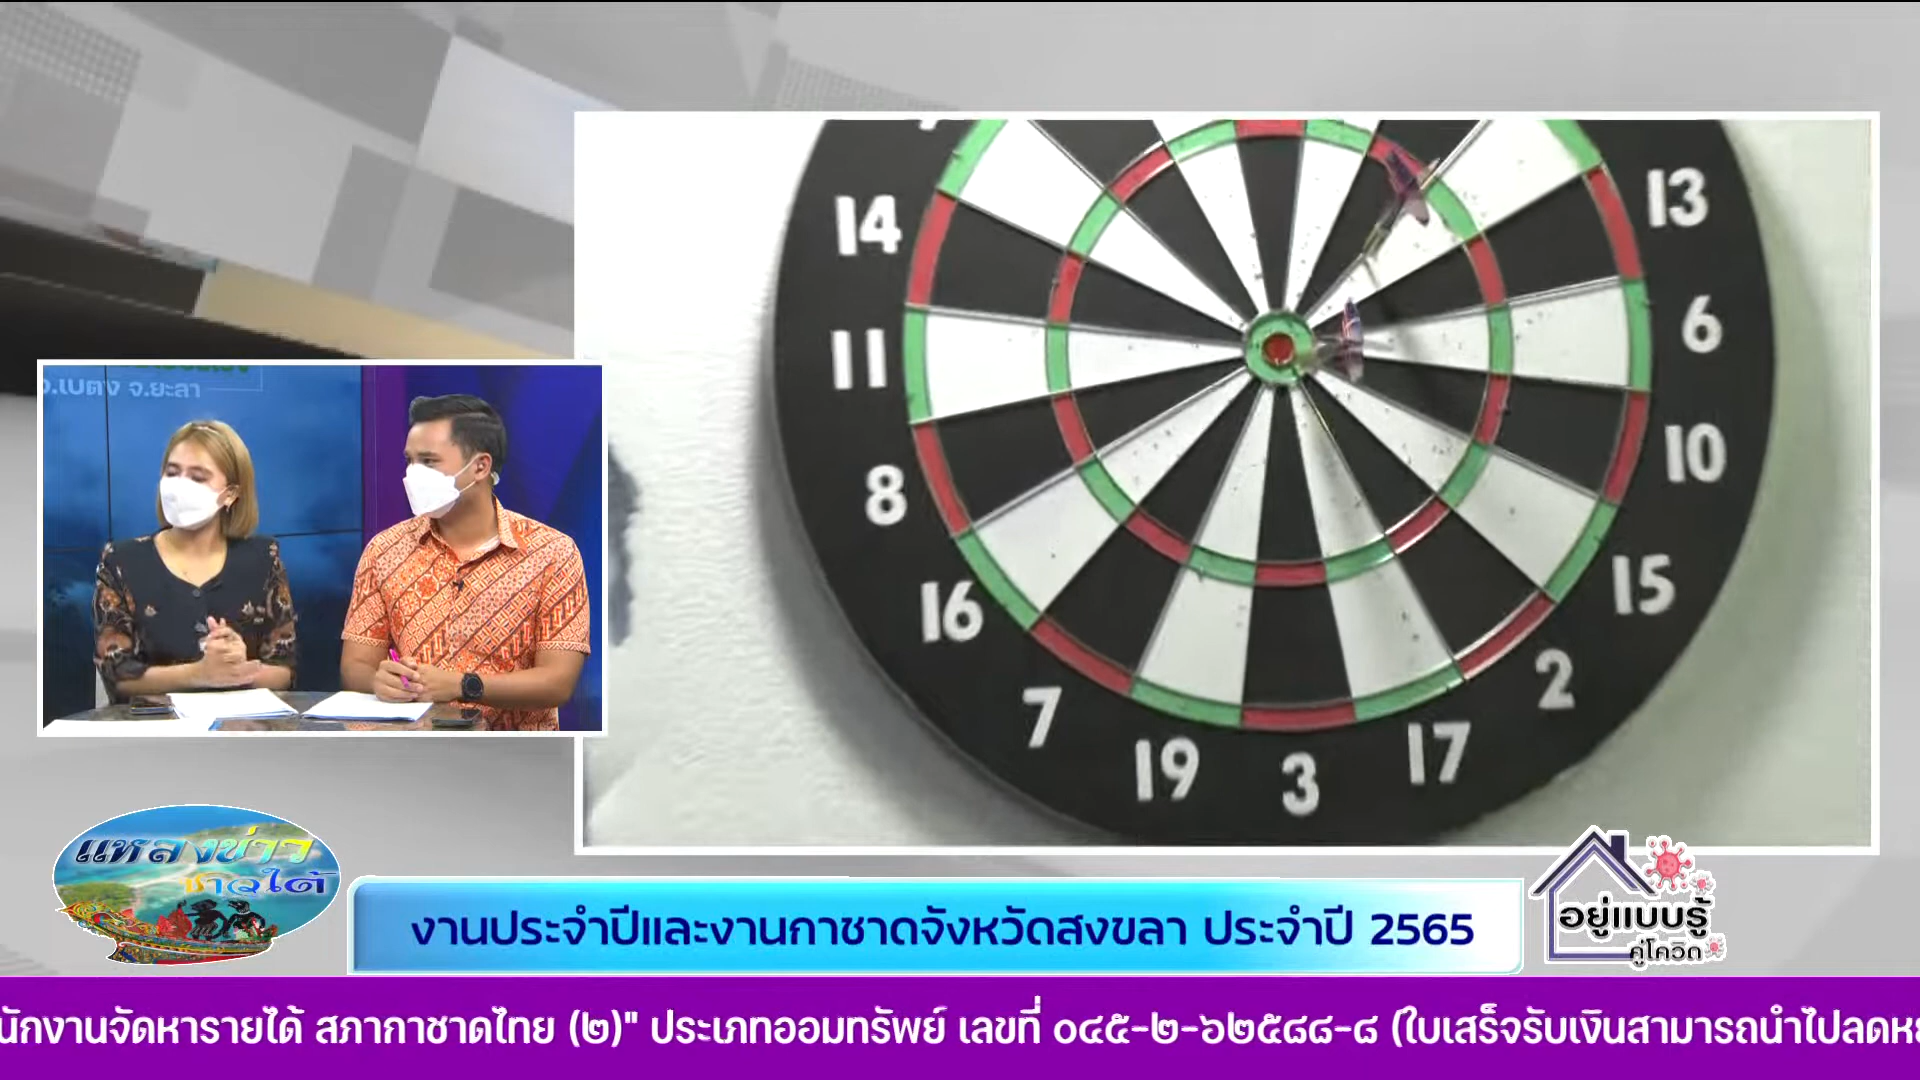 อ.เบตง จ.ยะลา
14
11
8
16
7
19
3
17
2
15
10
6
13
แหลงข่าว
ชาวใต้
งานประจำปีและงานกาชาดจังหวัดสงขลา ประจำปี 2565
อยู่แบบรู้
คู่โควิด
นักงานจัดหารายได้ สภากาชาดไทย (๒)" ประเภทออมทรัพย์ เลขที่ ๐๔๕-๒-๖๒๕๘๘-๘ (ใบเสร็จรับเงินสามารถนำไปลดห